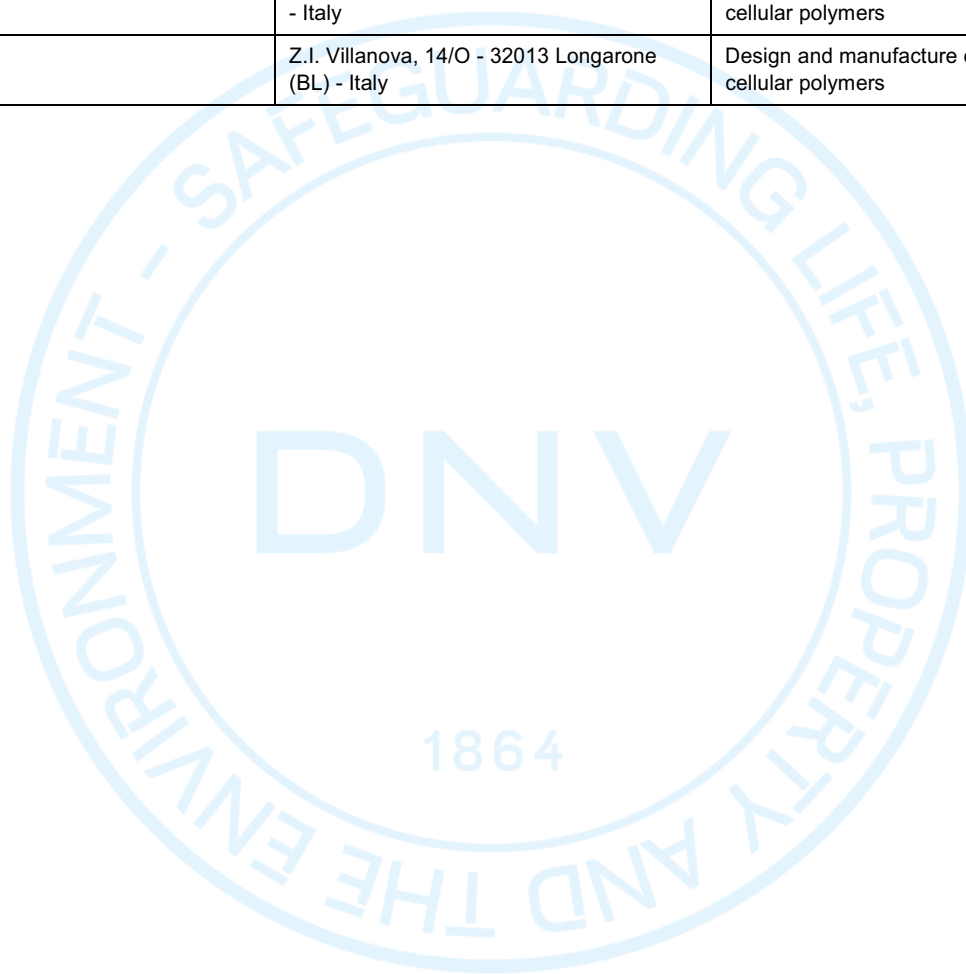 - Italy
cellular polymers
Z.I. Villanova, 14/O - 32013 Longarone
(BL) - Italy
Design and manufacture
cellular polymers
SAFEGUARDING LIFE, PROPERTY AND THE ENVIRONMENT -
DNV
1864